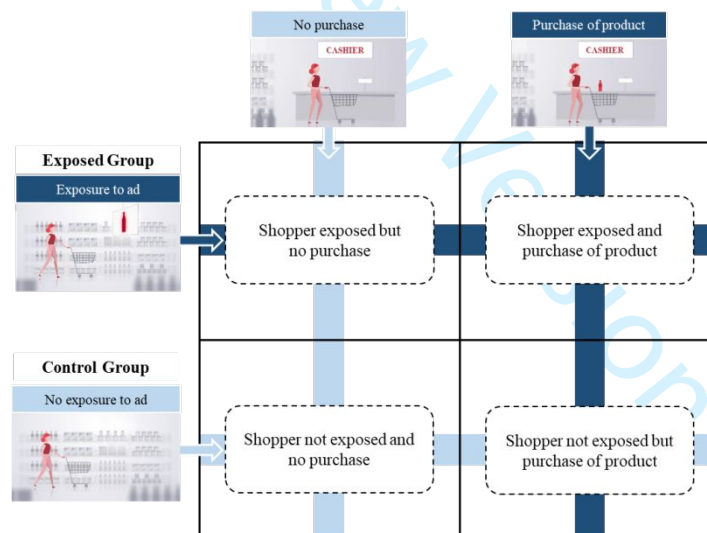 No purchase
Purchase of product
CASHIER
CASHIER
Exposed Group
Exposure to ad
Shopper exposed but
no purchase
Shopper exposed and
purchase of product
Control Group
No exposure to ad
Shopper not exposed and
no purchase
Shopper not exposed but
purchase of product